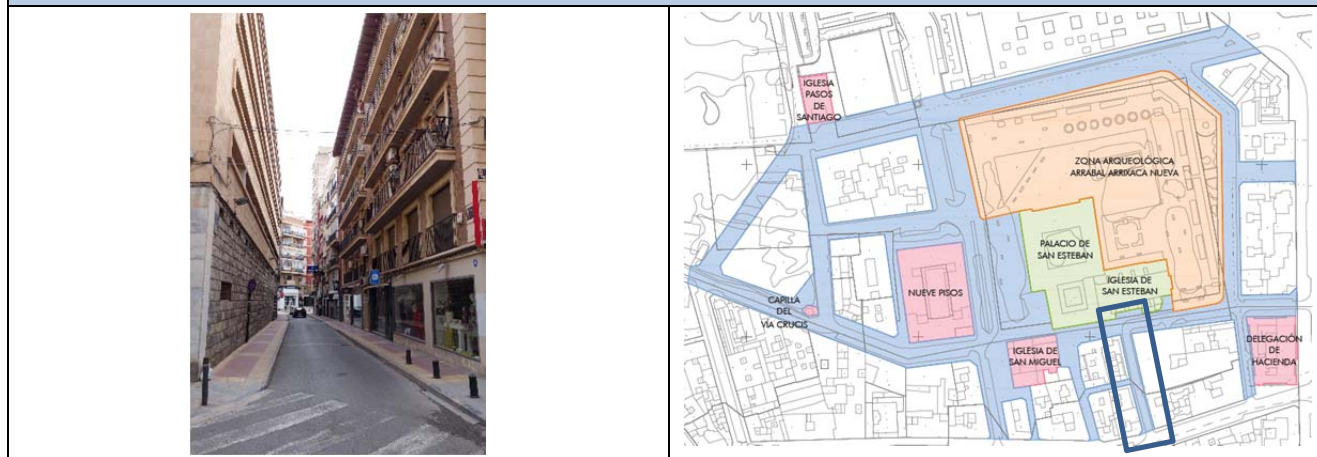 IGLESIA
PASOS
DE
SANTIAGO
ZONA ARQUEOLÓGICA
ARRABAL ARRIXACA NUEVA
PALACIO DE
SAN ESTEBAN
IGLESIA DE
SAN ESTEBAN
NUEVE PISOS
CAPILLA
DEL
VÍA CRUCIS
IGLESIA DE
SAN MIGUEL
DELEGACIÓN
DE
HACIENDA